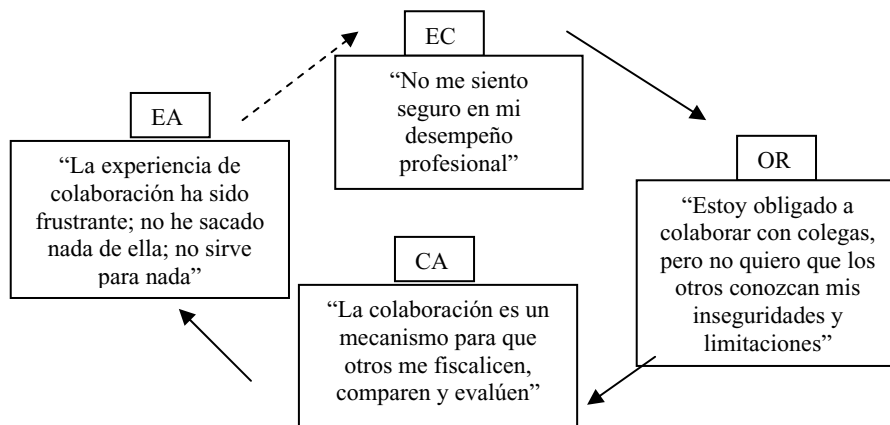 EC
“No me siento
seguro en mi
desempeño
profesional”
OR
“Estoy obligado a
colaborar con colegas,
pero no quiero que los
otros conozcan mis
inseguridades y
limitaciones”
CA
“La colaboración es un
mecanismo para que
otros me fiscalicen,
comparen y evalúen”
EA
“La experiencia de
colaboración ha sido
frustrante; no he sacado
nada de ella; no sirve
para nada”